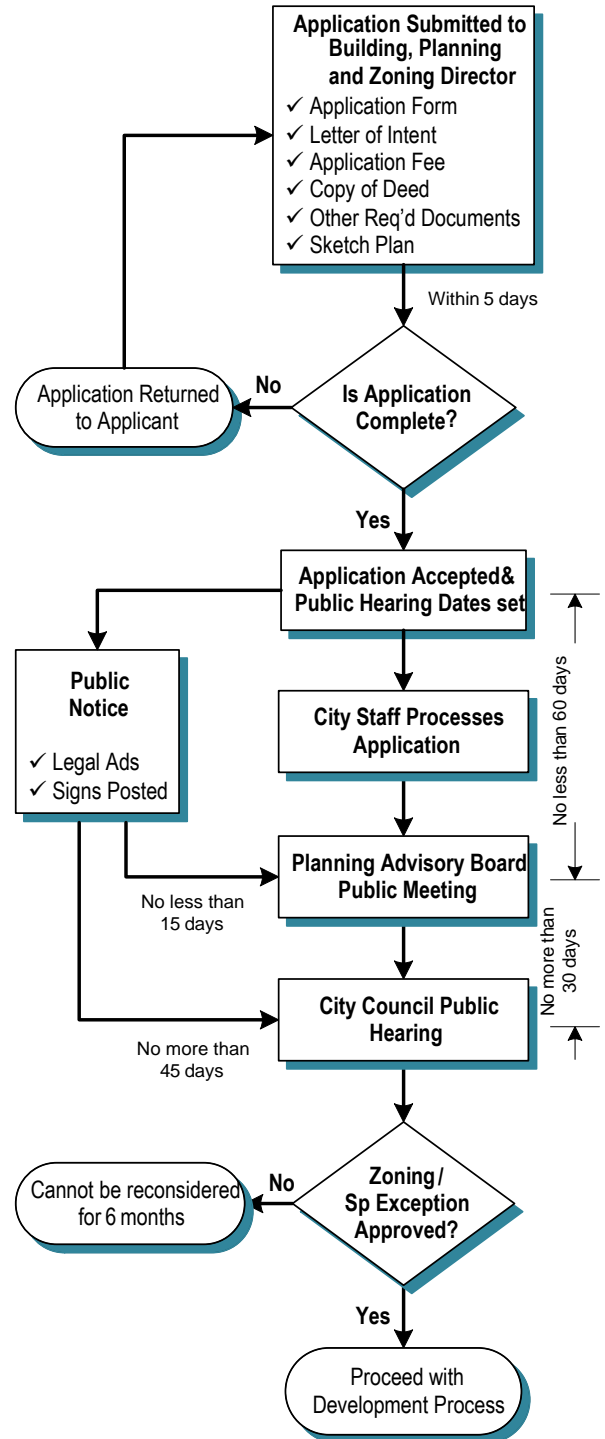 Application Submitted to
Building, Planning
and Zoning Director
✓ Application Form
✓ Letter of Intent
✓ Application Fee
✓ Copy of Deed
✓ Other Req'd Documents
✓ Sketch Plan
Within 5 days
Is Application
Complete?
No
Application Returned
to Applicant
Yes
Application Accepted&
Public Hearing Dates set
Public
Notice
✓ Legal Ads
✓ Signs Posted
City Staff Processes
Application
No less than 60 days
Planning Advisory Board
Public Meeting
No less than
15 days
No more than
30 days
City Council Public
Hearing
No more than
45 days
Zoning/
Sp Exception
Approved?
No
Cannot be reconsidered
for 6 months
Yes
Proceed with
Development Process